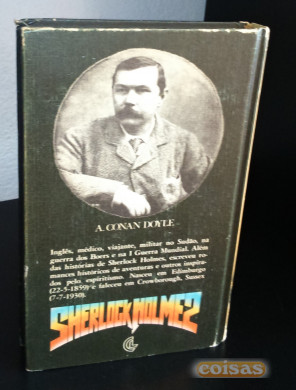 A. CONAN DOYLE
Inglês, médico, viajante, militar no Sudão, na
guerra dos Boers e na I Guerra Mundial. Além
das histórias de Sherlock Holmes, escreveu ro-
mances históricos de aventuras e outros inspira-
dos pelo espiritismo. Nasceu em Edimburgo
(22-5-1859) e faleceu em Crowborough, Sussex
(7-7-1930).
SHERLOCK HOLMES
coisas